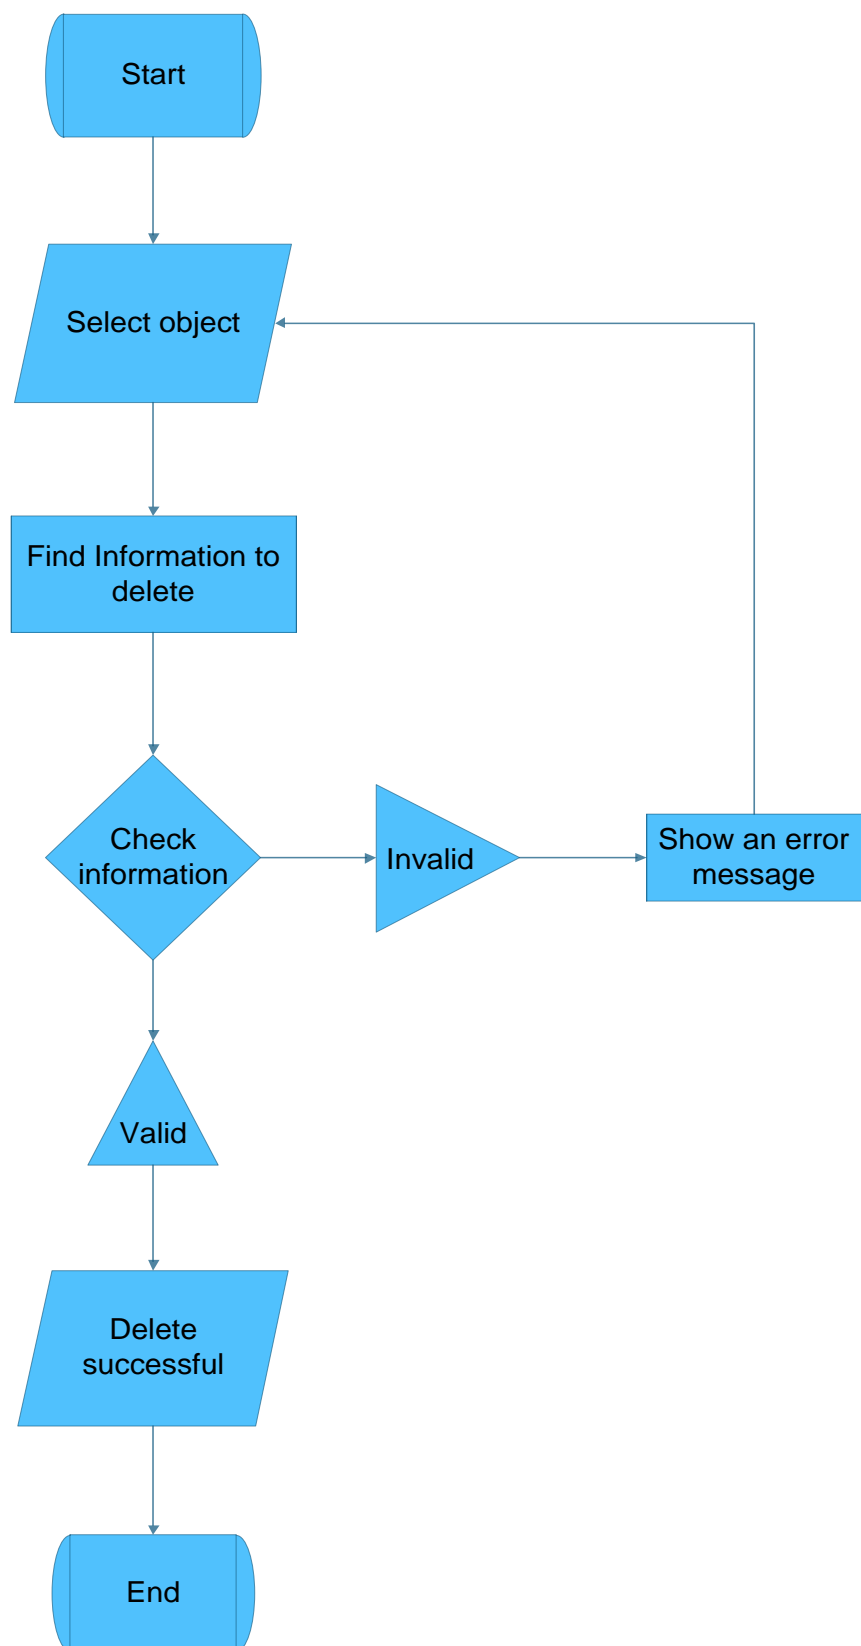 Start
Select object
Find Information to
delete
Check
information
Invalid
Show an error
message
Valid
Delete
successful
End